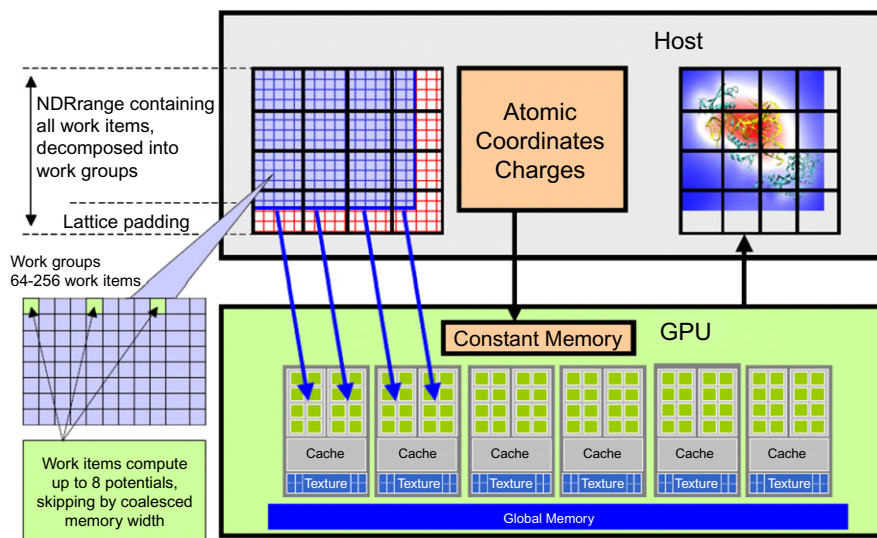 Host
NDRrange containing
all work items,
decomposed into
work groups
Lattice padding
Atomic
Coordinates
Charges
Work groups
64-256 work items
GPU
Constant Memory
Cache
Cache
Cache
Cache
Cache
Cache
Texture
Texture
Texture
Texture
Texture
Texture
Global Memory
Work items compute
up to 8 potentials,
skipping by coalesced
memory width